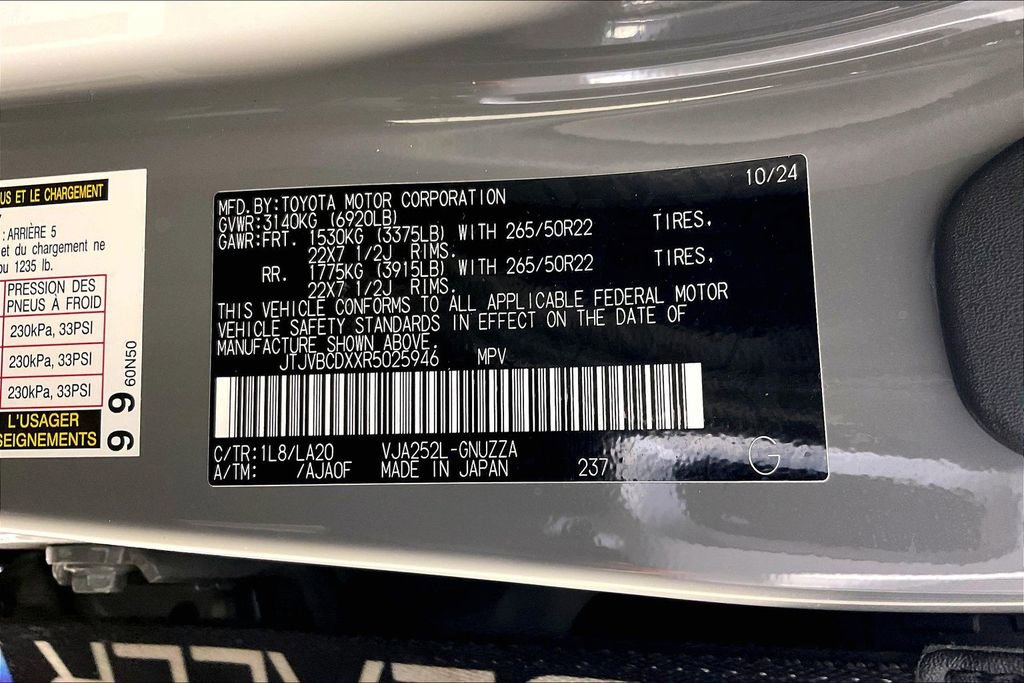 US ET LE CHARGEMENT
: ARRIÈRE 5
et du chargement ne
ou 1235 lb.
PRESSION DES
PNEUS À FROID
230kPa, 33PSI
230kPa, 33PSI
230kPa, 33PSI
L'USAGER
SEIGNEMENTS
60N50
99
10/24
MFD. BY:TOYOTA MOTOR CORPORATION
GVWR:3140KG (6920LB)
GAWR:FRT. 1530KG (3375LB) WITH 265/50R22 TIRES.
22X7 1/2J RIMS.
RR. 1775KG (3915LB) WITH 265/50R22 TIRES.
22X7 1/2J RIMS.
THIS VEHICLE CONFORMS TO ALL APPLICABLE FEDERAL MOTOR
VEHICLE SAFETY STANDARDS IN EFFECT ON THE DATE OF
MANUFACTURE SHOWN ABOVE.
JTJVBCDXXR5025946 MPV
C/TR:1L8/LA20 VJA252L-GNUZZA
A/TM: /AJA0F MADE IN JAPAN 237 G